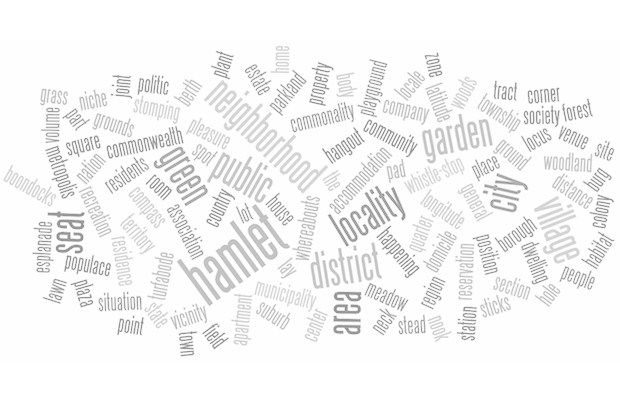 home
plant
estate
parkland
property
body
playground
locale
zone
latitude
woods
tract
corner
society
forest
joint
politic
berth
stomping
niche
grass
part
volume
grounds
square
metropolis
nation
commonwealth
pleasure
spot
neighborhood
commonality
company
community
hangout
township
locus
venue
site
garden
ground
place
woodland
boondocks
residents
room
green
public
accommodation
pad
whistle-stop
distance
burg
colony
recreation
compass
association
country
lot
house
site
whereabouts
locality
quarter
longitude
genial
city
village
habitat
esplanade
seat
populace
territory
residence
hamlet
lay
district
happening
domicile
position
borough
dwelling
people
lawn
plaza
situation
point
state
turf
abode
vicinity
town
field
apartment
municipality
suburb
center
area
meadow
neck
stead
region
nook
reservation
station
sticks
section
hole